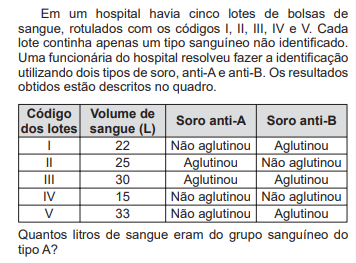 Em um hospital havia cinco lotes de bolsas de
sangue, rotulados com os códigos I, II, III, IV e V. Cada
lote continha apenas um tipo sanguíneo não identificado.
Uma funcionária do hospital resolveu fazer a identificação
utilizando dois tipos de soro, anti-A e anti-B. Os resultados
obtidos estão descritos no quadro.
Código dos lotes Volume de sangue (L) Soro anti-A Soro anti-B
I 22 Não aglutinou Aglutinou
II 25 Aglutinou Não aglutinou
III 30 Aglutinou Aglutinou
IV 15 Não aglutinou Não aglutinou
V 33 Não aglutinou Aglutinou
Quantos litros de sangue eram do grupo sanguíneo do
tipo A?